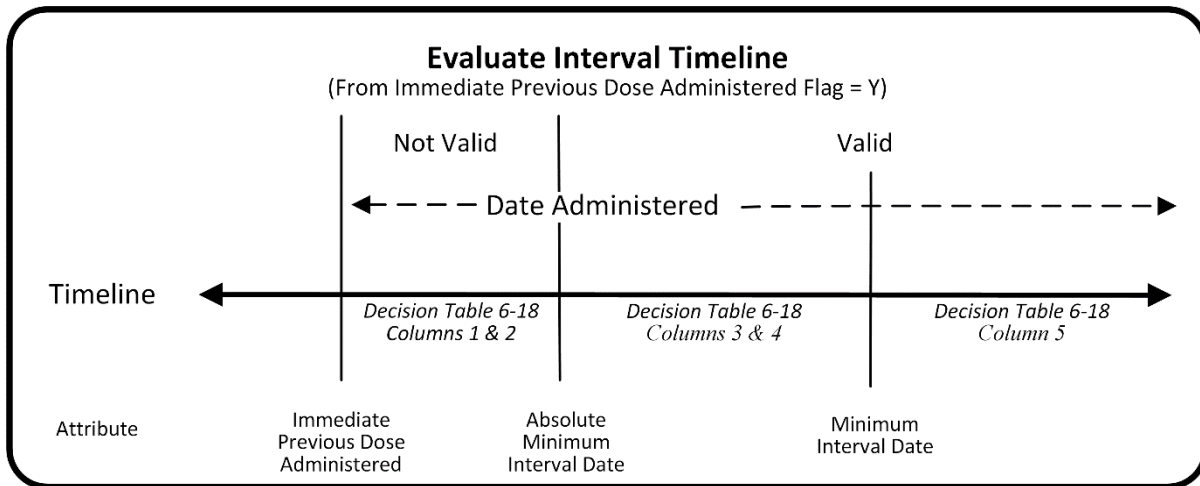 Evaluate Interval Timeline
(From Immediate Previous Dose Administered Flag = Y)
Not Valid
Valid
Date Administered
Timeline
Decision Table 6-18
Columns 1 & 2
Decision Table 6-18
Columns 3 & 4
Decision Table 6-18
Column 5
Attribute
Immediate
Previous Dose
Administered
Absolute
Minimum
Interval Date
Minimum
Interval Date